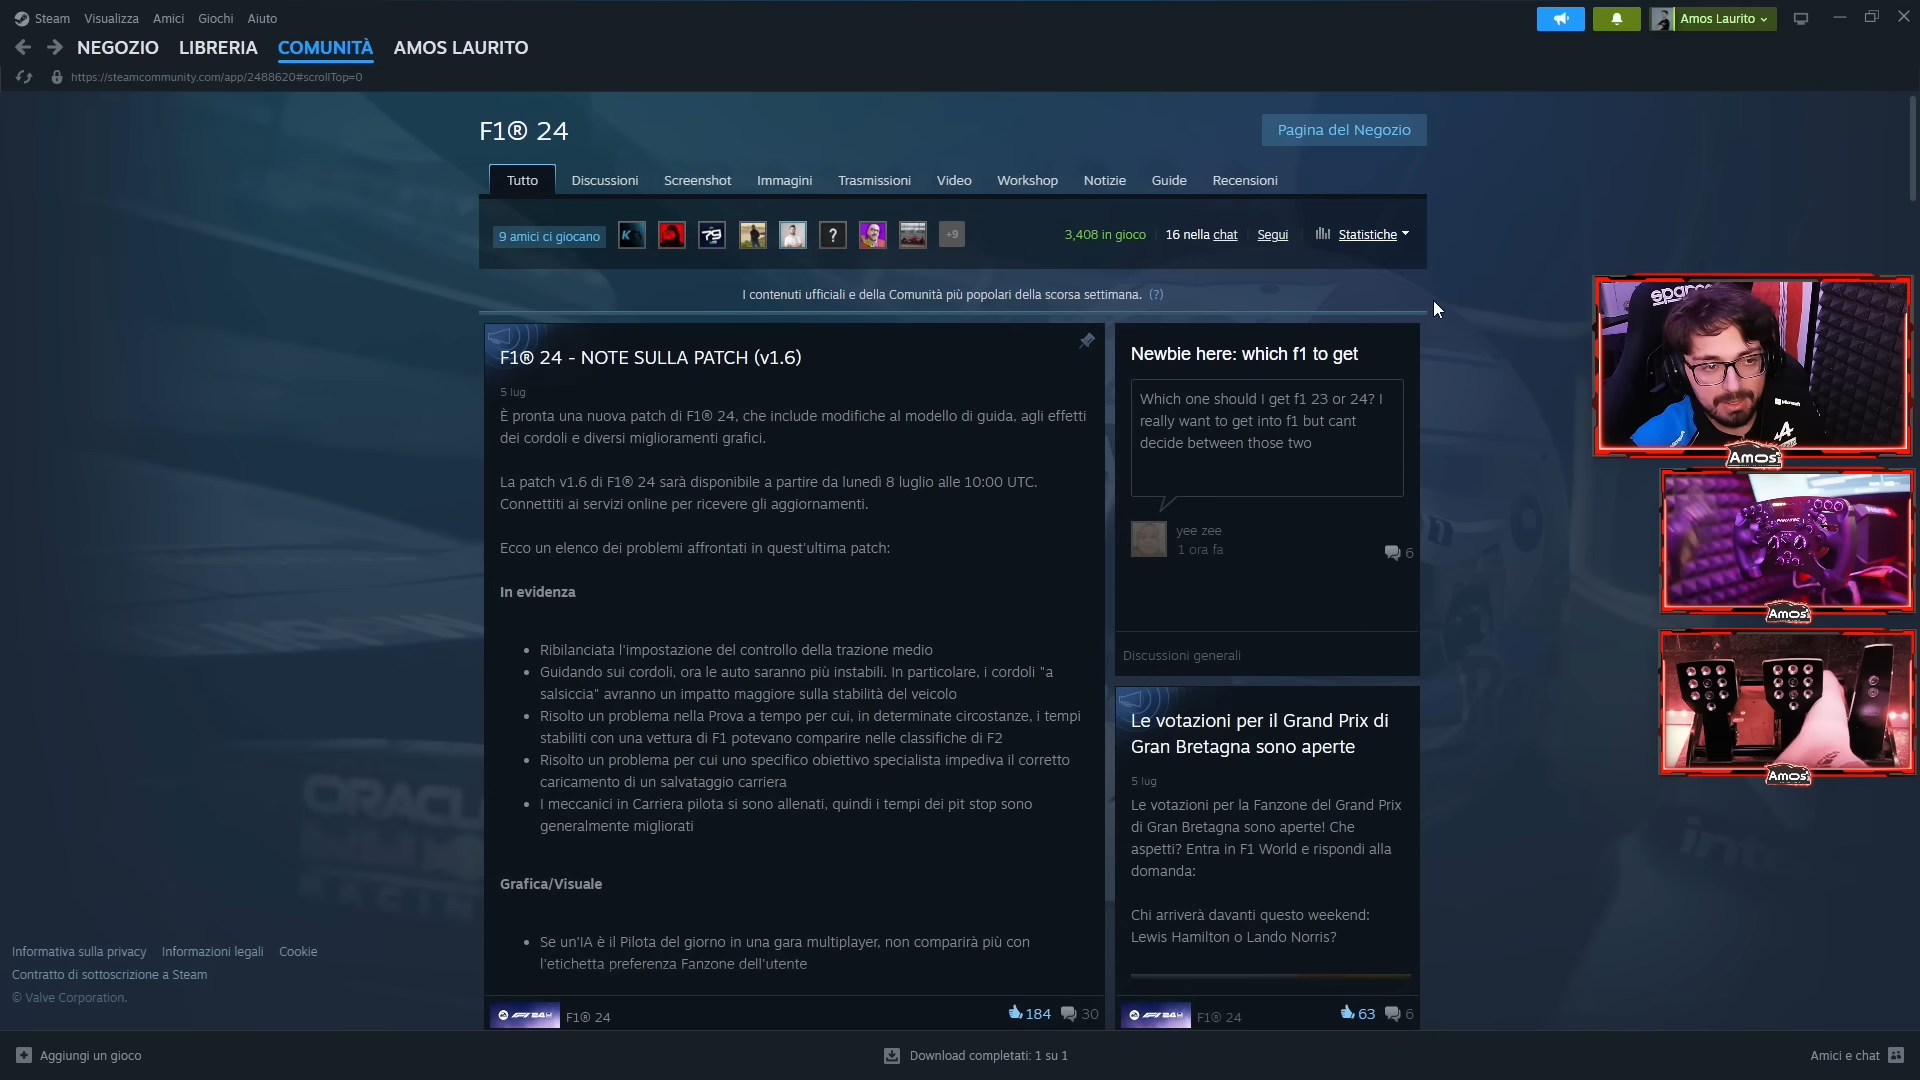 Steam Visualizza Amici Giochi Aiuto
Amos Laurito
NEGOZIO LIBRERIA COMUNITÀ AMOS LAURITO
https://steamcommunity.com/app/2488620#scrollTop=0
F1® 24
Pagina del Negozio
Tutto Discussioni Screenshot Immagini Trasmissioni Video Workshop Notizie Guide Recensioni
9 amici ci giocano
+9
3,408 in gioco
16 nella chat
Segui
Statistiche
I contenuti ufficiali e della Comunità più popolari della scorsa settimana. (?)
F1® 24 - NOTE SULLA PATCH (v1.6)
5 lug
È pronta una nuova patch di F1® 24, che include modifiche al modello di guida, agli effetti
dei cordoli e diversi miglioramenti grafici.
La patch v1.6 di F1® 24 sarà disponibile a partire da lunedì 8 luglio alle 10:00 UTC.
Connettiti ai servizi online per ricevere gli aggiornamenti.
Ecco un elenco dei problemi affrontati in quest'ultima patch:
In evidenza
• Ribilanciata l'impostazione del controllo della trazione medio
• Guidando sui cordoli, ora le auto saranno più instabili. In particolare, i cordoli "a
salsiccia" avranno un impatto maggiore sulla stabilità del veicolo
• Risolto un problema nella Prova a tempo per cui, in determinate circostanze, i tempi
stabiliti con una vettura di F1 potevano comparire nelle classifiche di F2
• Risolto un problema per cui uno specifico obiettivo specialista impediva il corretto
caricamento di un salvataggio carriera
• I meccanici in Carriera pilota si sono allenati, quindi i tempi dei pit stop sono
generalmente migliorati
Grafica/Visuale
• Se un'IA è il Pilota del giorno in una gara multiplayer, non comparirà più con
l'etichetta preferenza Fanzone dell'utente
F1® 24
184
30
Newbie here: which f1 to get
Which one should I get f1 23 or 24? I
really want to get into f1 but cant
decide between those two
yee zee
1 ora fa
6
Discussioni generali
Le votazioni per il Grand Prix di
Gran Bretagna sono aperte
5 lug
Le votazioni per la Fanzone del Grand Prix
di Gran Bretagna sono aperte! Che
aspetti? Entra in F1 World e rispondi alla
domanda:
Chi arriverà davanti questo weekend:
Lewis Hamilton o Lando Norris?
F1® 24
63
6
sparco
Amos
Amos
Amos
ORACL
RACING
Informativa sulla privacy Informazioni legali Cookie
Contratto di sottoscrizione a Steam
© Valve Corporation.
Aggiungi un gioco
Download completati: 1 su 1
Amici e chat